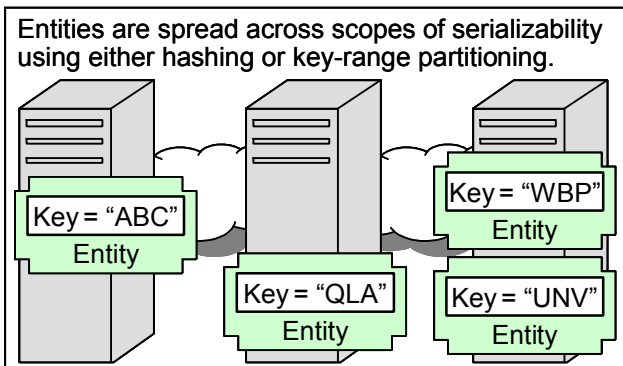 Entities are spread across scopes of serializability
using either hashing or key-range partitioning.
Key = “ABC”
Entity
Key = “QLA”
Entity
Key = “WBP”
Entity
Key = “UNV”
Entity